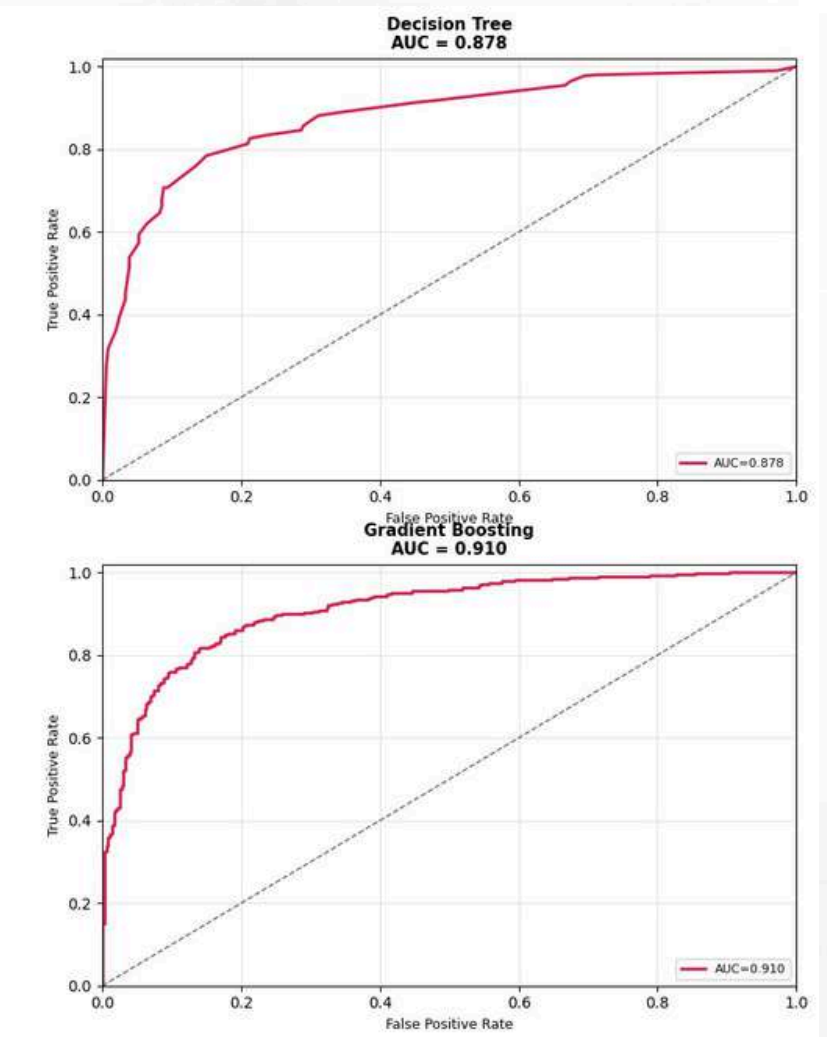 Decision Tree
AUC = 0.878
True Positive Rate
1.0
0.8
0.6
0.4
0.2
0.0
AUC=0.878
0.0 0.2 0.4 0.6 0.8 1.0
False Positive Rate
Gradient Boosting
AUC = 0.910
True Positive Rate
1.0
0.8
0.6
0.4
0.2
0.0
AUC=0.910
0.0 0.2 0.4 0.6 0.8 1.0
False Positive Rate